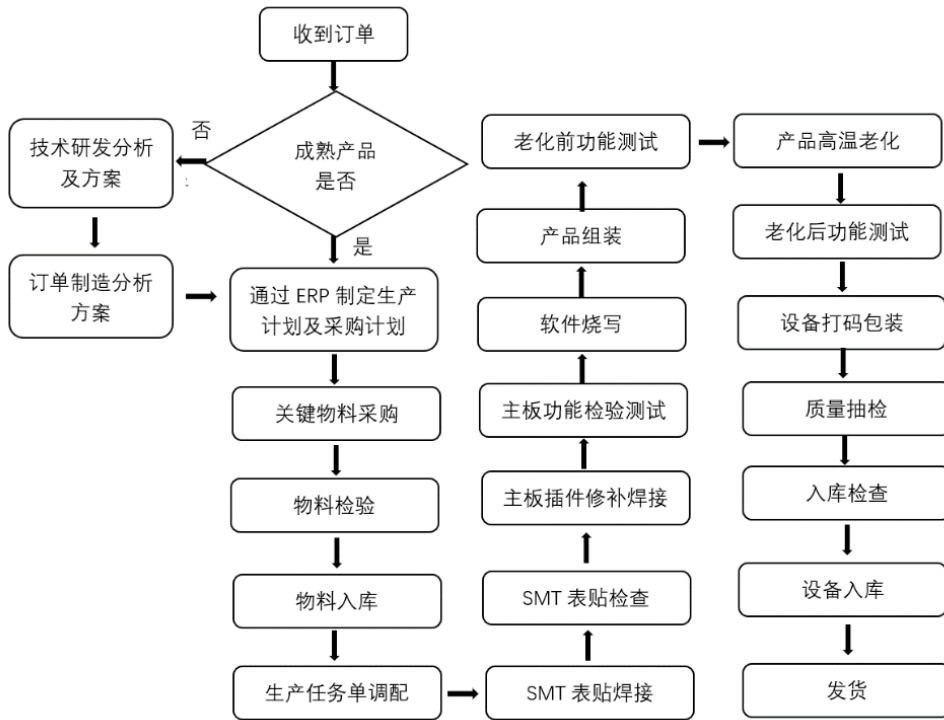 收到订单
否
成熟产品
是否
技术研发分析
及方案
:
是
订单制造分析
方案
通过 ERP 制定生产
计划及采购计划
关键物料采购
物料检验
物料入库
生产任务单调配
SMT 表贴焊接
SMT 表贴检查
主板插件修补焊接
主板功能检验测试
软件烧写
产品组装
老化前功能测试
产品高温老化
老化后功能测试
设备打码包装
质量抽检
入库检查
设备入库
发货